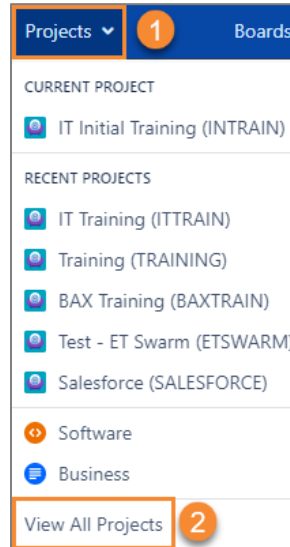 Projects 1 Boards
CURRENT PROJECT
IT Initial Training (INTRAIN)
RECENT PROJECTS
IT Training (ITTRAIN)
Training (TRAINING)
BAX Training (BAXTRAIN)
Test - ET Swarm (ETSWARM)
Salesforce (SALESFORCE)
Software
Business
View All Projects 2